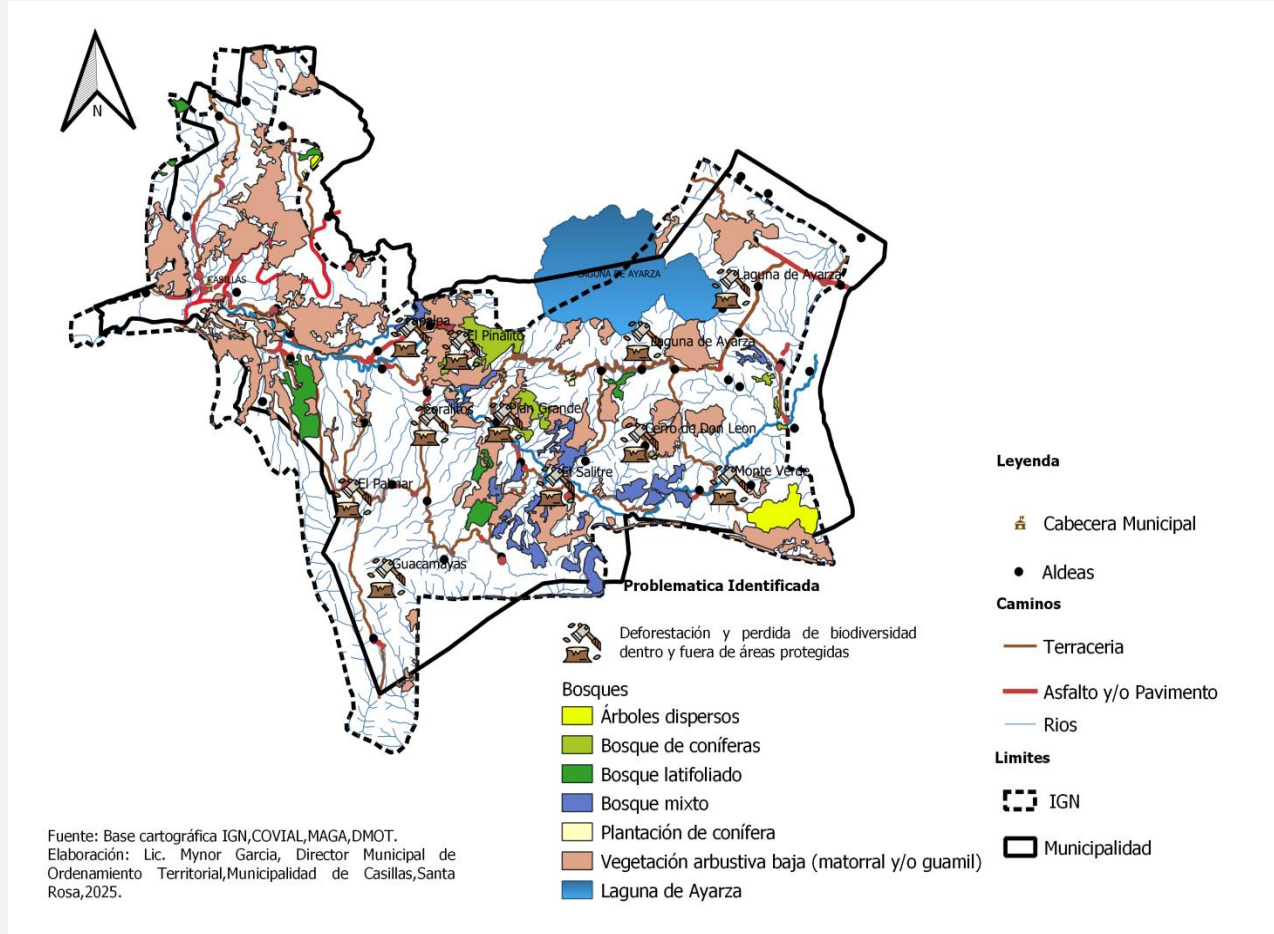 N
CASILLAS
LAGUNA DE AYARZA
Laguna de Ayarza
Tapalpa
El Pinalito
Laguna de Ayarza
Coralitos
Plan Grande
Cerro de Don Leon
El Salitre
Monte Verde
El Palmar
Guacamayas
Problematica Identificada
Deforestación y perdida de biodiversidad
dentro y fuera de áreas protegidas
Bosques
Árboles dispersos
Bosque de coníferas
Bosque latifoliado
Bosque mixto
Plantación de conífera
Vegetación arbustiva baja (matorral y/o guamil)
Laguna de Ayarza
Leyenda
Cabecera Municipal
Aldeas
Caminos
Terraceria
Asfalto y/o Pavimento
Rios
Limites
IGN
Municipalidad
Fuente: Base cartográfica IGN,COVIAL,MAGA,DMOT.
Elaboración: Lic. Mynor Garcia, Director Municipal de
Ordenamiento Territorial,Municipalidad de Casillas,Santa
Rosa,2025.